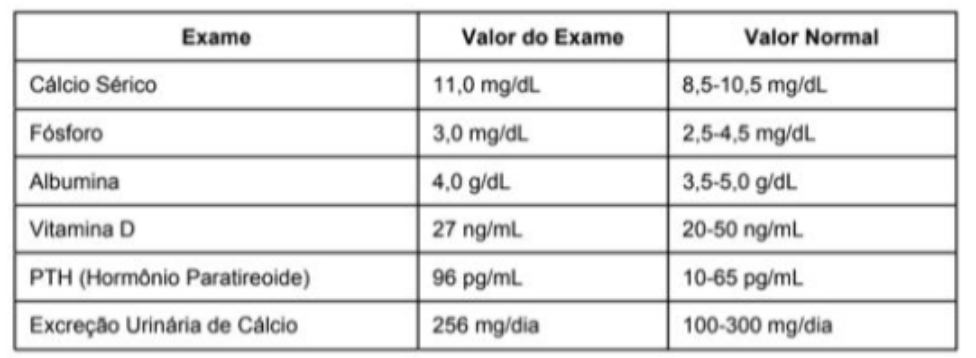 Exame Valor do Exame Valor Normal
Cálcio Sérico 11,0 mg/dL 8,5-10,5 mg/dL
Fósforo 3,0 mg/dL 2,5-4,5 mg/dL
Albumina 4,0 g/dL 3,5-5,0 g/dL
Vitamina D 27 ng/mL 20-50 ng/mL
PTH (Hormônio Paratireoide) 96 pg/mL 10-65 pg/mL
Excreção Urinária de Cálcio 256 mg/dia 100-300 mg/dia